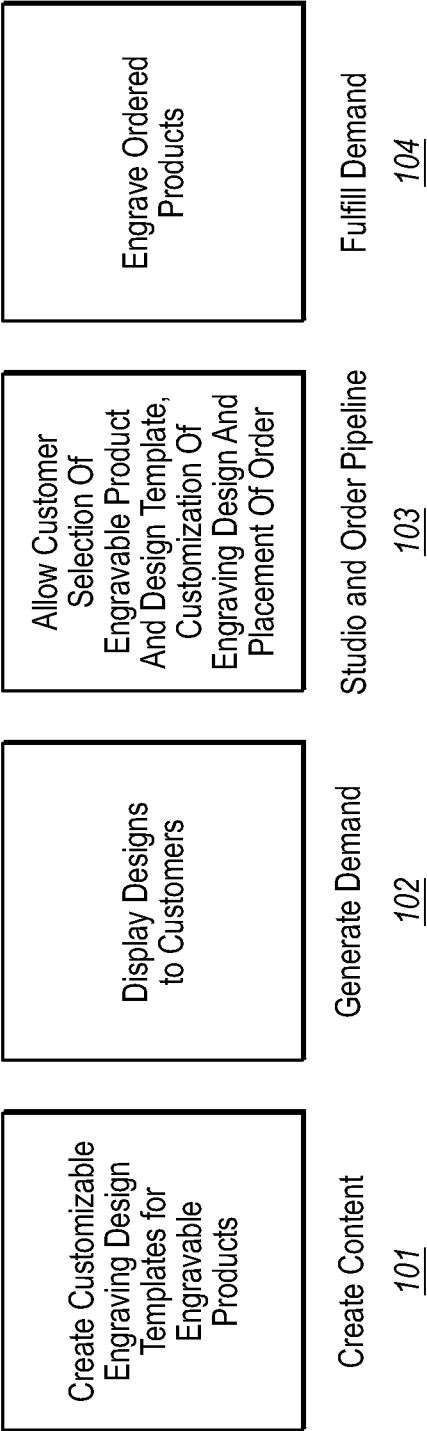 Create Customizable
Engraving Design
Templates for
Engravable
Products
Create Content
101
Display Designs
to Customers
Generate Demand
102
Allow Customer
Selection Of
Engravable Product
And Design Template,
Customization Of
Engraving Design And
Placement Of Order
Studio and Order Pipeline
103
Engrave Ordered
Products
Fulfill Demand
104